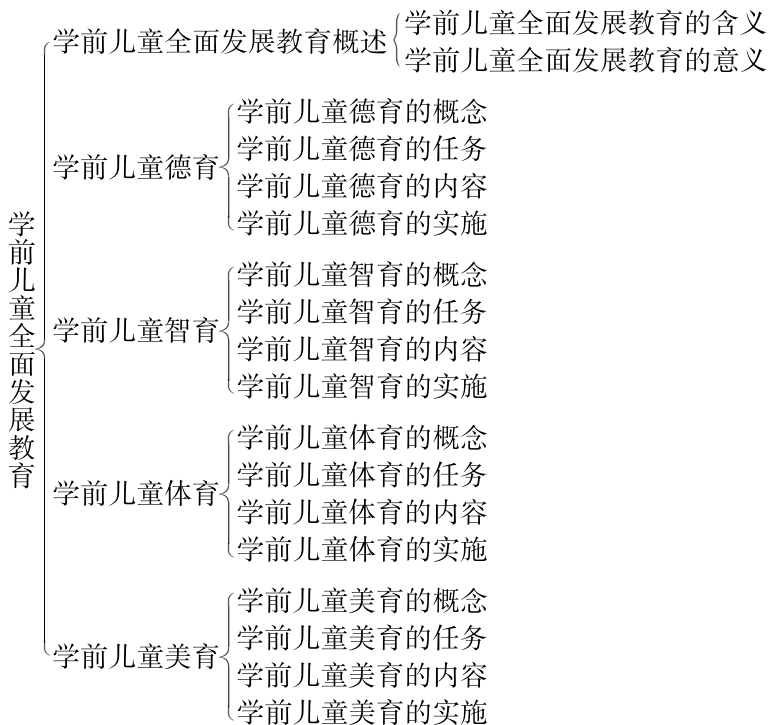 学前儿童全面发展教育
学前儿童全面发展教育概述
学前儿童全面发展教育的含义
学前儿童全面发展教育的意义
学前儿童德育
学前儿童德育的概念
学前儿童德育的任务
学前儿童德育的内容
学前儿童德育的实施
学前儿童智育
学前儿童智育的概念
学前儿童智育的任务
学前儿童智育的内容
学前儿童智育的实施
学前儿童体育
学前儿童体育的概念
学前儿童体育的任务
学前儿童体育的内容
学前儿童体育的实施
学前儿童美育
学前儿童美育的概念
学前儿童美育的任务
学前儿童美育的内容
学前儿童美育的实施